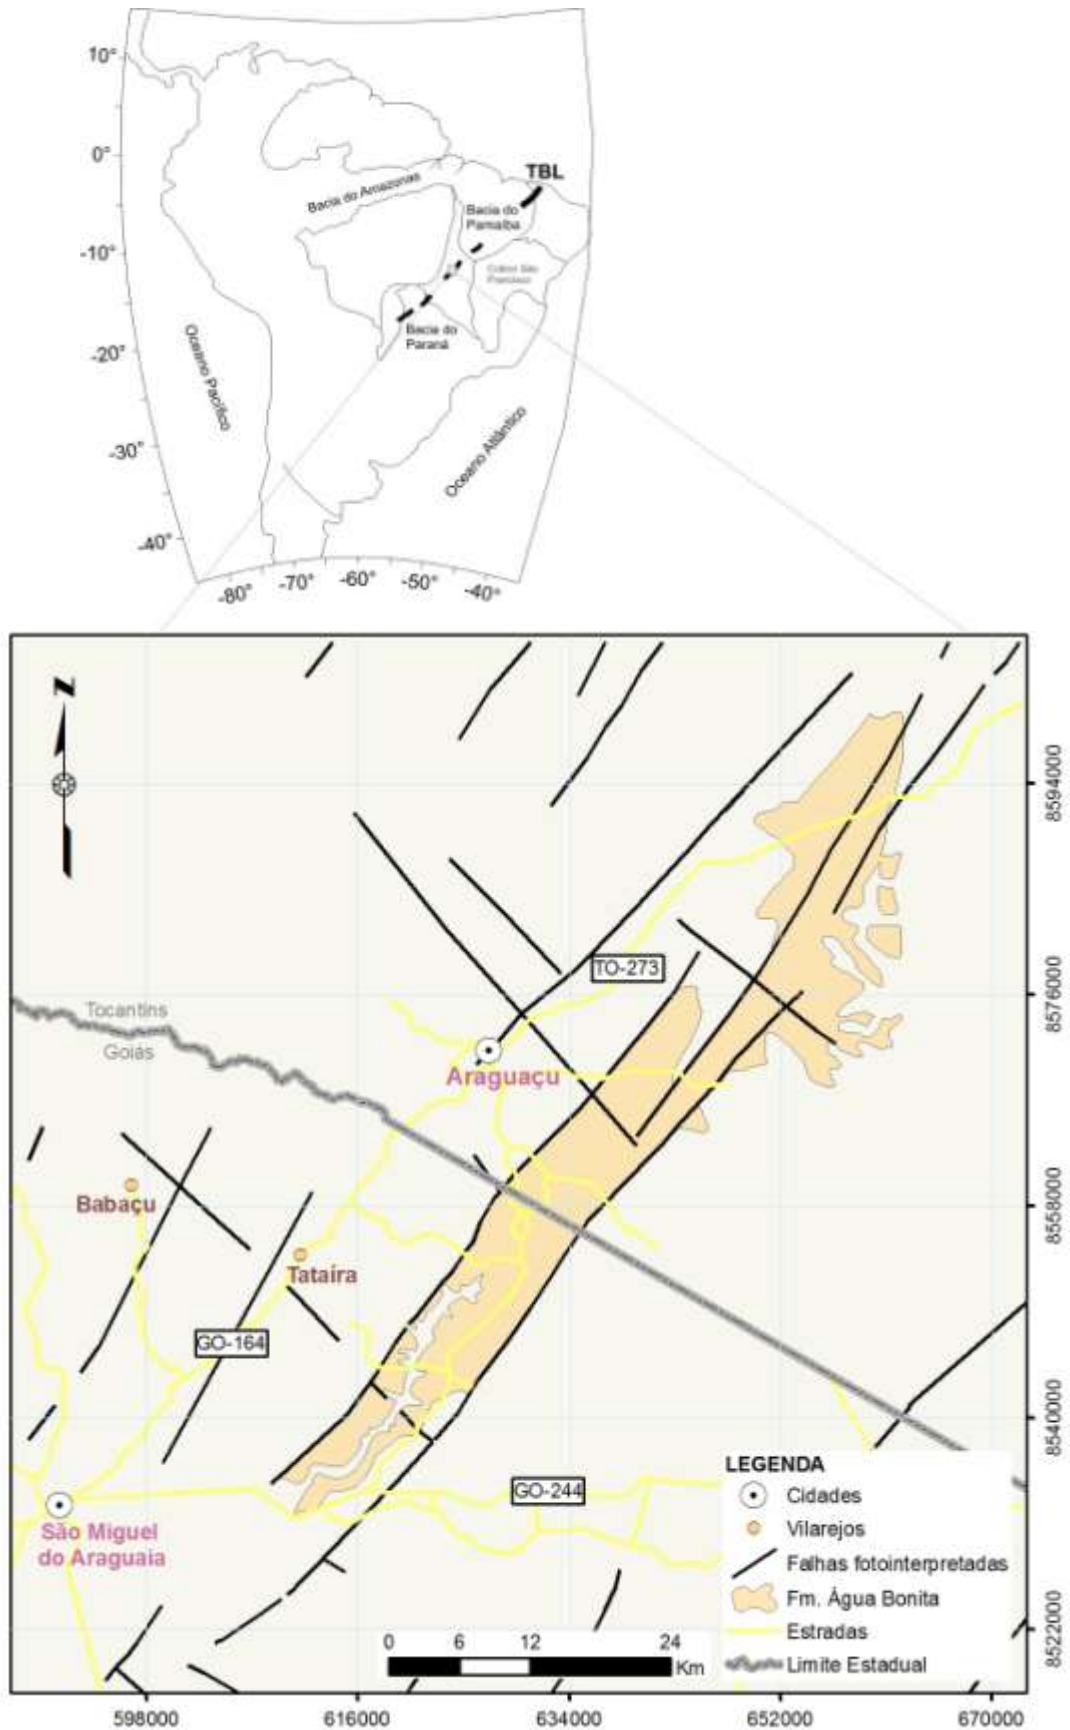 10°
0°
-10°
-20°
-30°
-40°
-80°
-70°
-60°
-50°
-40°
TBL
Bacia do Amazonas
Bacia do
Parnaíba
Cráton São
Francisco
Bacia do
Paraná
Oceano Pacífico
Oceano Atlântico
N
8594000
8576000
8558000
8540000
8522000
TO-273
Tocantins
Goiás
Araguaçu
Babaçu
Tataíra
GO-164
GO-244
São Miguel
do Araguaia
LEGENDA
Cidades
Vilarejos
Falhas fotointerpretadas
Fm. Água Bonita
Estradas
Limite Estadual
0 6 12 24
Km
598000 616000 634000 652000 670000